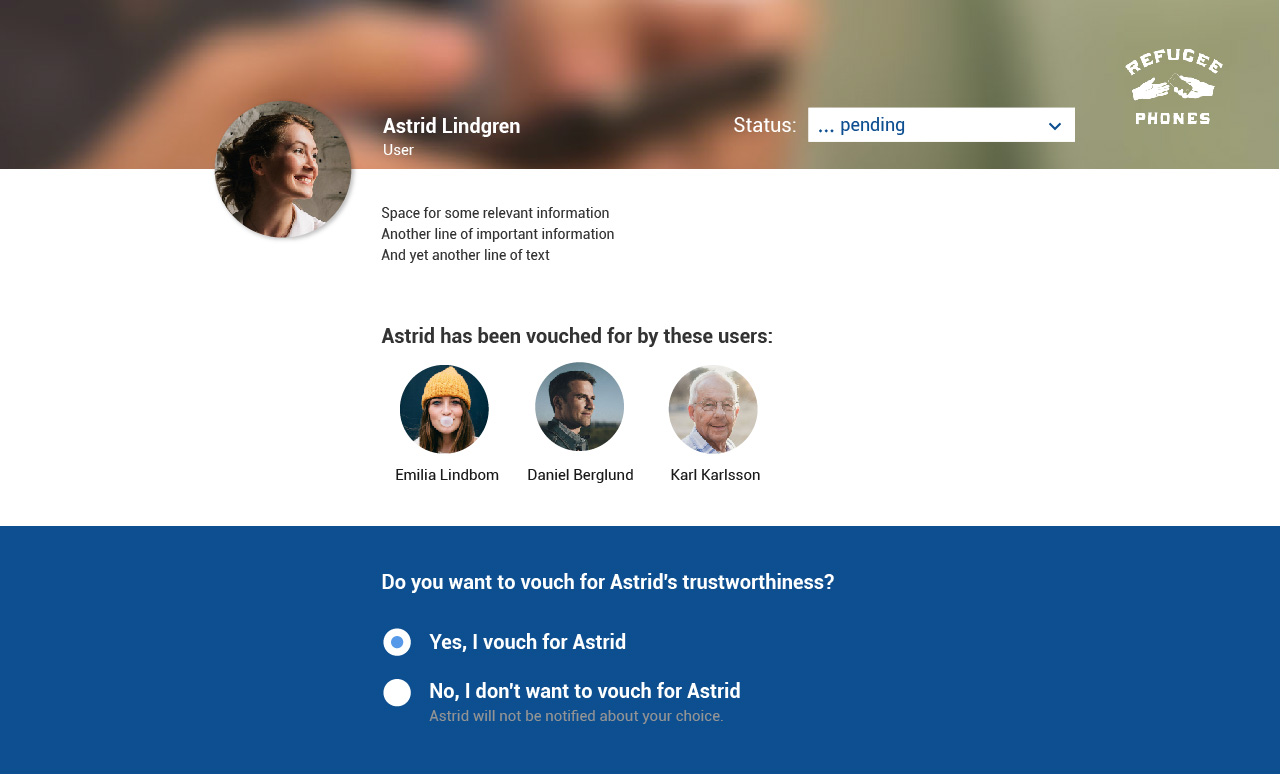 REFUGEE
PHONES
Astrid Lindgren
User
Status:
... pending
Space for some relevant information
Another line of important information
And yet another line of text
Astrid has been vouched for by these users:
Emilia Lindbom
Daniel Berglund
Karl Karlsson
Do you want to vouch for Astrid's trustworthiness?
Yes, I vouch for Astrid
No, I don't want to vouch for Astrid
Astrid will not be notified about your choice.